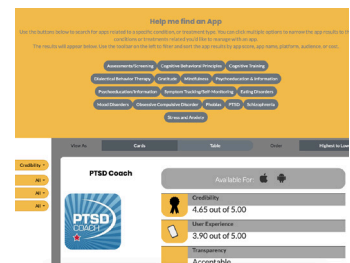 Help me find an App
Use the buttons below to search for apps related to a specific condition, or treatment type. You can click multiple options to narrow the app results to the
conditions or treatments related you'd like to manage with an app.
The results will appear below. Use the toolbar on the left to filter and sort the app results by app score, app name, platform, audience, or cost.
Assessments/Screening
Cognitive Behavioral Principles
Cognitive Training
Dialectical Behavior Therapy
Gratitude
Mindfulness
Psychoeducation & Information
Psychoeducation/Information
Symptom Tracking/Self-Monitoring
Eating Disorders
Mood Disorders
Obsessive Compulsive Disorder
Phobias
PTSD
Schizophrenia
Stress and Anxiety
View As
Cards
Table
Order
Highest to Low
Credibility
All
All
All
PTSD Coach
Available For:
PTSD
COACH
Credibility
4.65 out of 5.00
User Experience
3.90 out of 5.00
Transparency
Acceptable